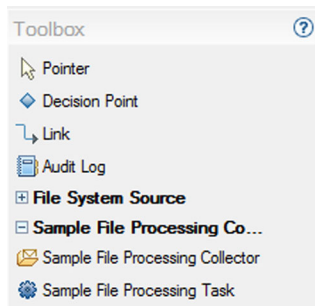 Toolbox
Pointer
Decision Point
Link
Audit Log
File System Source
Sample File Processing Co...
Sample File Processing Collector
Sample File Processing Task